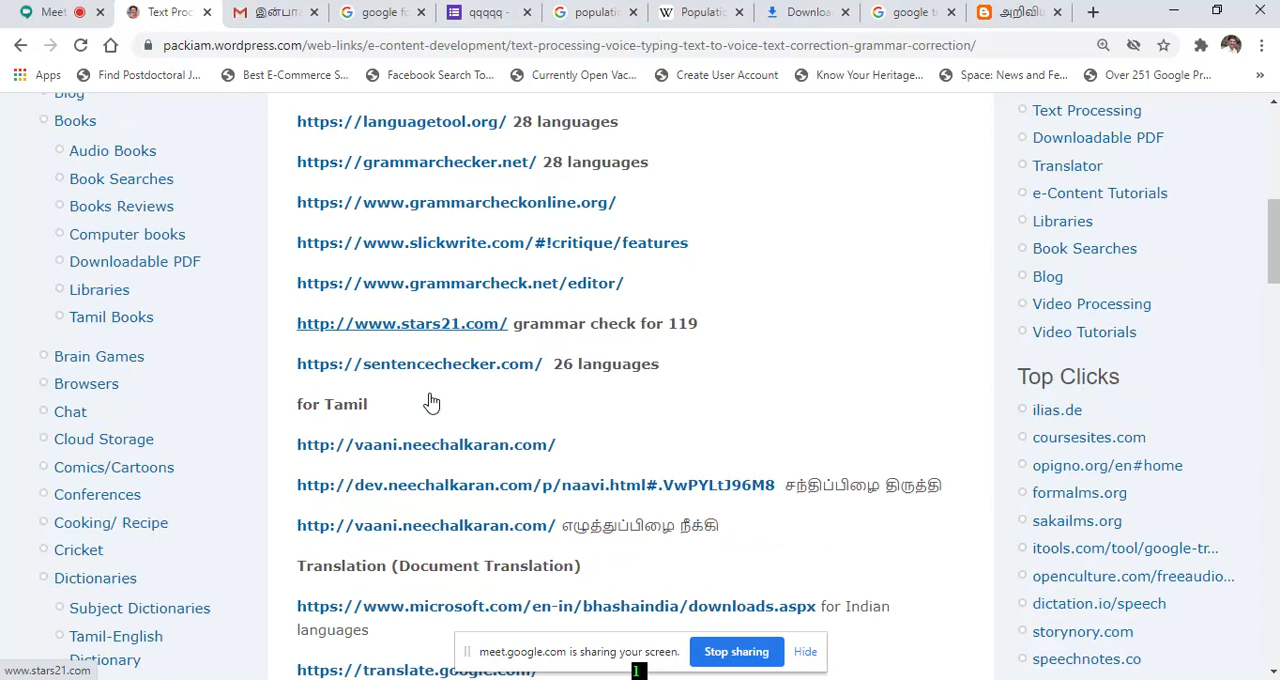 Meet
Text Proc
இன்பா
google fo
qqqqq -
populati
Populatio
Downloa
google t
அறிவிய
packiam.wordpress.com/web-links/e-content-development/text-processing-voice-typing-text-to-voice-text-correction-grammar-correction/
Apps
Find Postdoctoral J...
Best E-Commerce S...
Facebook Search To...
Currently Open Vac...
Create User Account
Know Your Heritage...
Space: News and Fe...
Over 251 Google Pr...
»
Blog
Books
Audio Books
Book Searches
Books Reviews
Computer books
Downloadable PDF
Libraries
Tamil Books
Brain Games
Browsers
Chat
Cloud Storage
Comics/Cartoons
Conferences
Cooking/ Recipe
Cricket
Dictionaries
Subject Dictionaries
Tamil-English
Dictionary
https://languagetool.org/ 28 languages
https://grammarchecker.net/ 28 languages
https://www.grammarcheckonline.org/
https://www.slickwrite.com/#!critique/features
https://www.grammarcheck.net/editor/
http://www.stars21.com/ grammar check for 119
https://sentencechecker.com/ 26 languages
for Tamil
http://vaani.neechalkaran.com/
http://dev.neechalkaran.com/p/naavi.html#.VwPYLtJ96M8 சந்திப்பிழை திருத்தி
http://vaani.neechalkaran.com/ எழுத்துப்பிழை நீக்கி
Translation (Document Translation)
https://www.microsoft.com/en-in/bhashaindia/downloads.aspx for Indian
languages
https://translate.google.com/
Text Processing
Downloadable PDF
Translator
e-Content Tutorials
Libraries
Book Searches
Blog
Video Processing
Video Tutorials
Top Clicks
ilias.de
coursesites.com
opigno.org/en#home
formalms.org
sakailms.org
itools.com/tool/google-tr...
openculture.com/freeaudio...
dictation.io/speech
storynory.com
speechnotes.co
meet.google.com is sharing your screen.
Stop sharing
Hide
www.stars21.com/
1